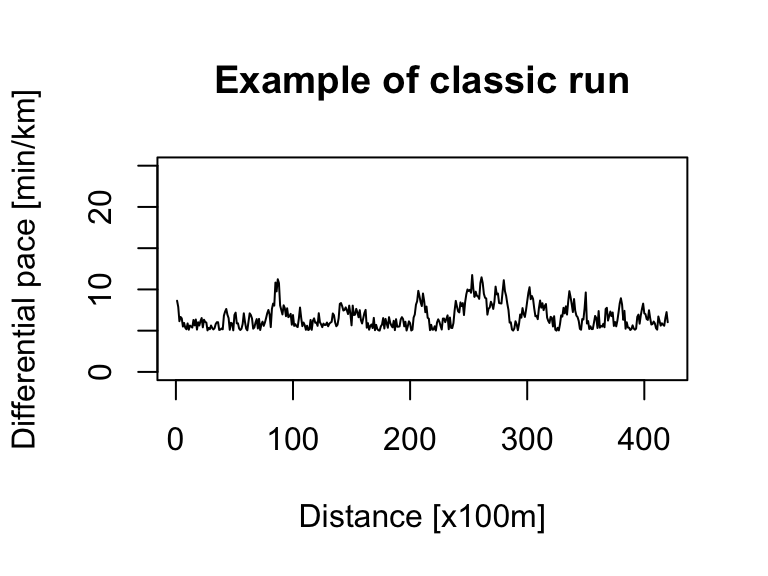 Example of classic run
Differential pace [min/km]
20
10
0
0 100 200 300 400
Distance [x100m]